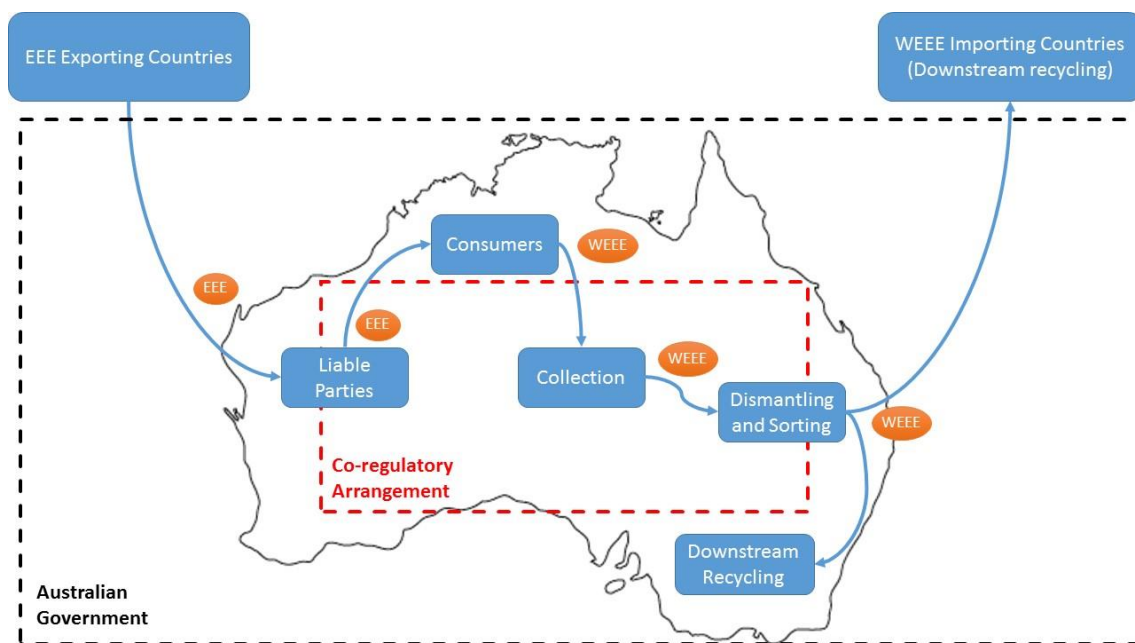 EEE Exporting Countries
WEEE Importing Countries
(Downstream recycling)
Consumers
WEEE
EEE
EEE
Liable
Parties
Collection
WEEE
Dismantling
and Sorting
WEEE
Co-regulatory
Arrangement
Downstream
Recycling
Australian
Government